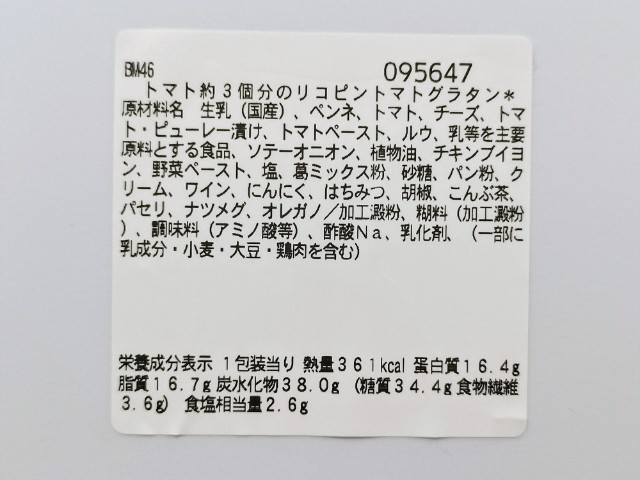 BM46 095647
トマト約3個分のリコピントマトグラタン＊
原材料名 生乳（国産）、ペンネ、トマト、チーズ、トマ
ト・ピューレー漬け、トマトペースト、ルウ、乳等を主要
原料とする食品、ソテーオニオン、植物油、チキンブイヨ
ン、野菜ペースト、塩、葛ミックス粉、砂糖、パン粉、ク
リーム、ワイン、にんにく、はちみつ、胡椒、こんぶ茶、
パセリ、ナツメグ、オレガノ／加工澱粉、糊料（加工澱粉
）、調味料（アミノ酸等）、酢酸Ｎａ、乳化剤、（一部に
乳成分・小麦・大豆・鶏肉を含む）
栄養成分表示 １包装当り 熱量３６１kcal 蛋白質１６.４g
脂質１６.７g 炭水化物３８.０g （糖質３４.４g 食物繊維
３.６g） 食塩相当量２.６g